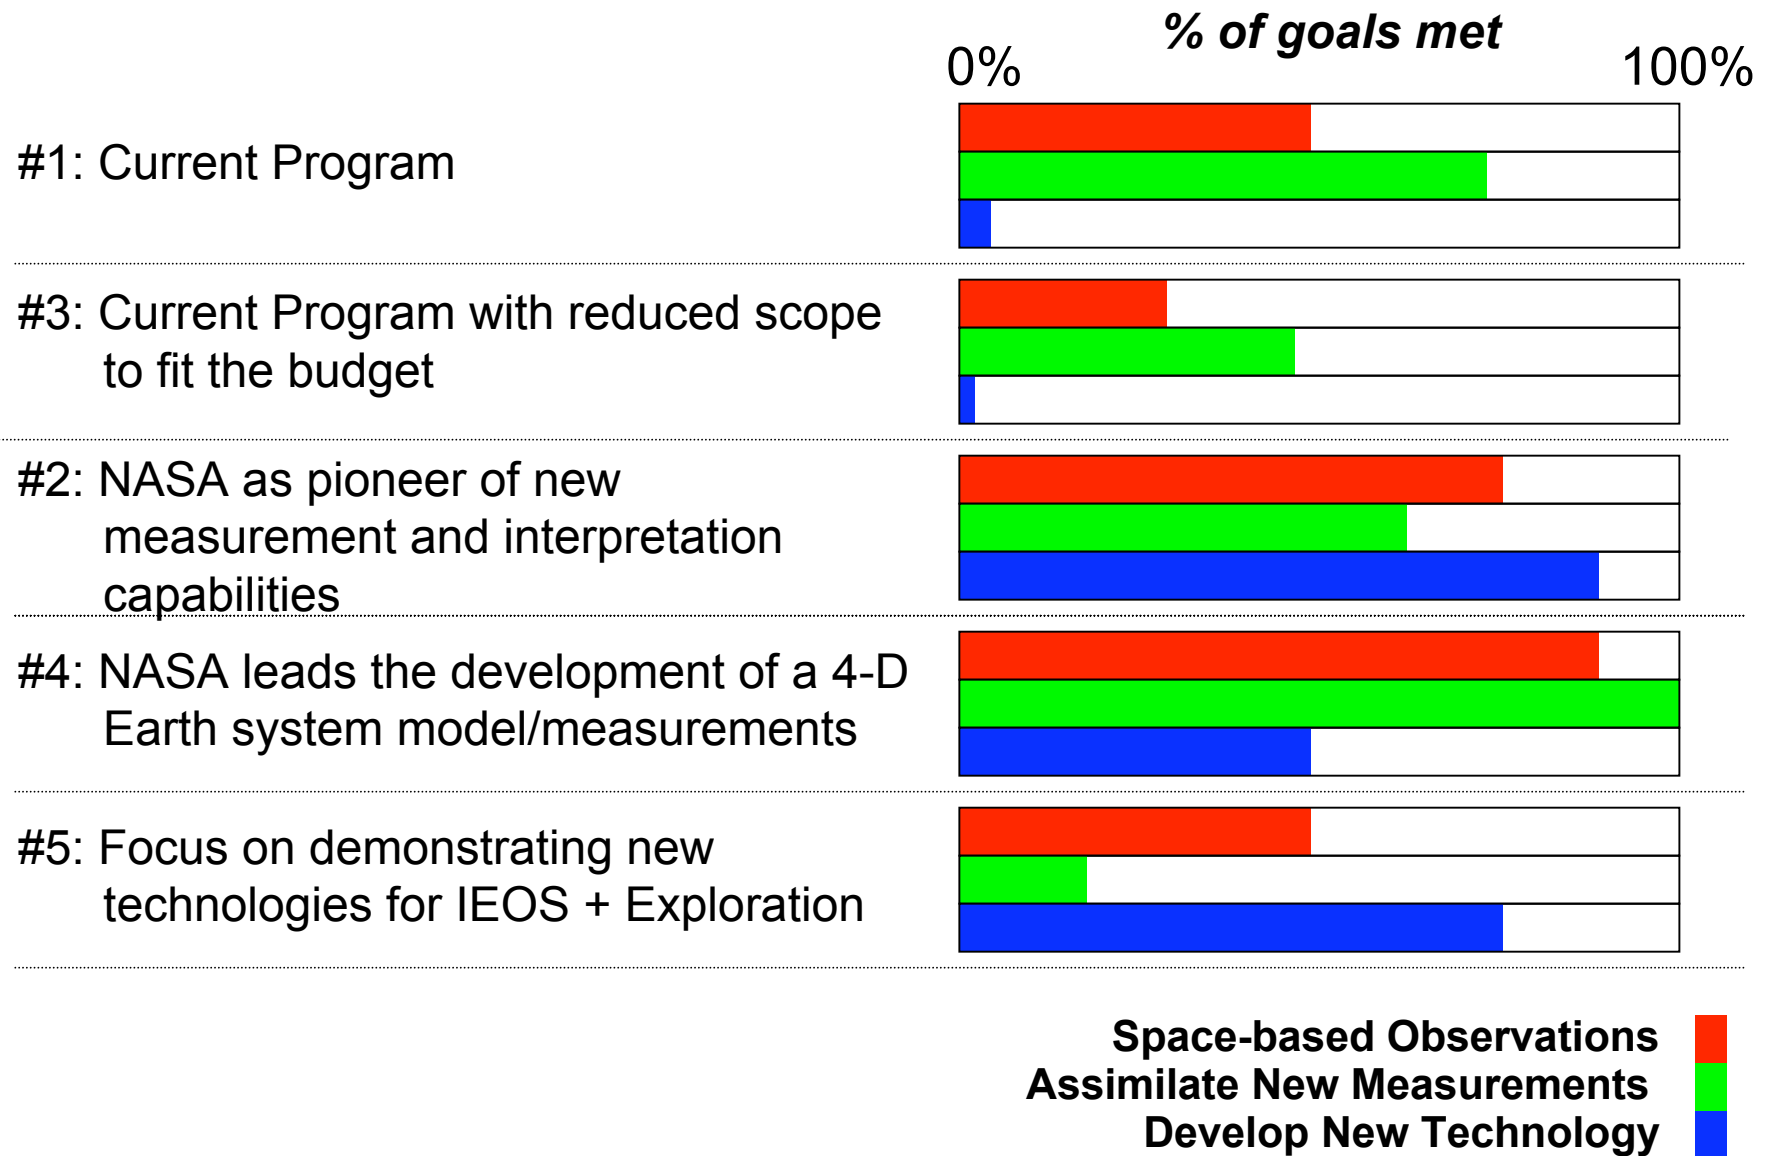 % of goals met
0% 100%
#1: Current Program
#3: Current Program with reduced scope
to fit the budget
#2: NASA as pioneer of new
measurement and interpretation
capabilities
#4: NASA leads the development of a 4-D
Earth system model/measurements
#5: Focus on demonstrating new
technologies for IEOS + Exploration
Space-based Observations
Assimilate New Measurements
Develop New Technology